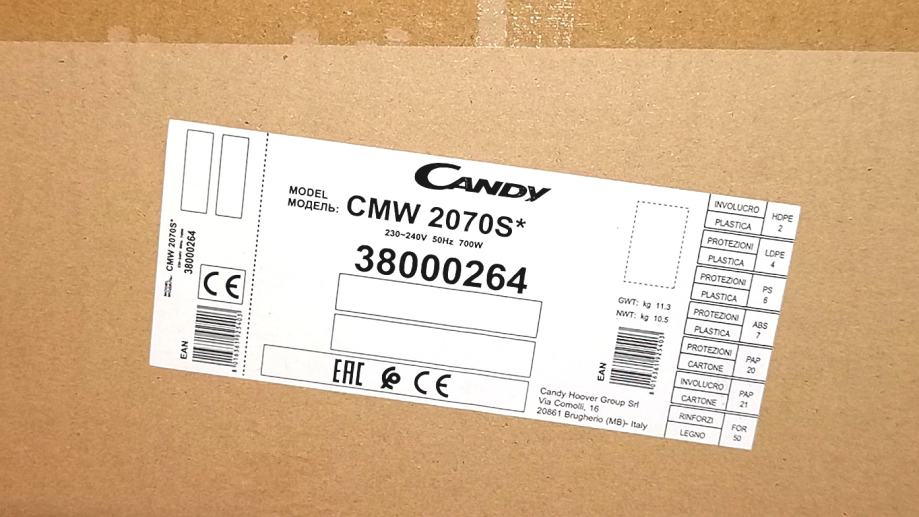 CMW 2070S*
38000264
CE
EAN
CANDY
MODEL
МОДЕЛЬ: CMW 2070S*
230~240V 50Hz 700W
38000264
EAC CE
GWT: kg 11.3
NWT: kg 10.5
EAN
Candy Hoover Group Srl
Via Comolli, 16
20861 Brugherio (MB)- Italy
INVOLUCRO
PLASTICA
HDPE
2
PROTEZIONI
PLASTICA
LDPE
4
PROTEZIONI
PLASTICA
PS
6
PROTEZIONI
PLASTICA
ABS
7
PROTEZIONI
CARTONE
PAP
20
INVOLUCRO
CARTONE
PAP
21
RINFORZI
LEGNO
FOR
50